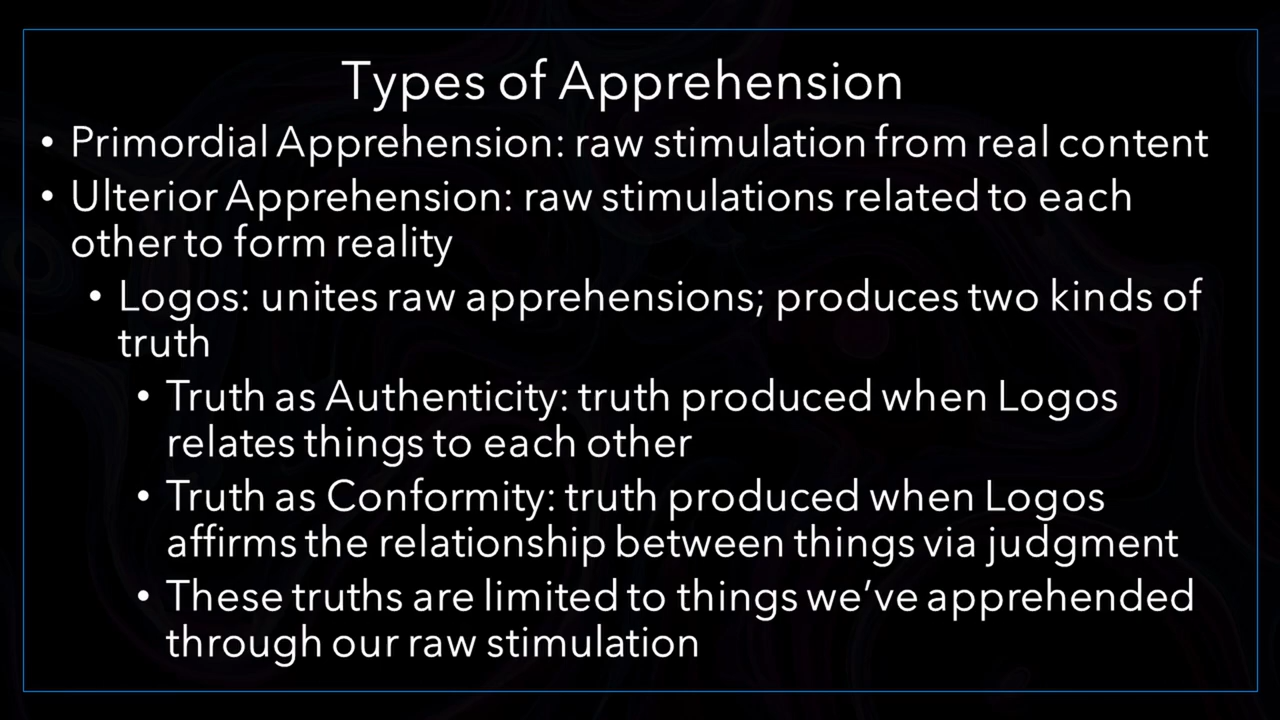 Types of Apprehension
• Primordial Apprehension: raw stimulation from real content
• Ulterior Apprehension: raw stimulations related to each
other to form reality
• Logos: unites raw apprehensions; produces two kinds of
truth
• Truth as Authenticity: truth produced when Logos
relates things to each other
• Truth as Conformity: truth produced when Logos
affirms the relationship between things via judgment
• These truths are limited to things we’ve apprehended
through our raw stimulation